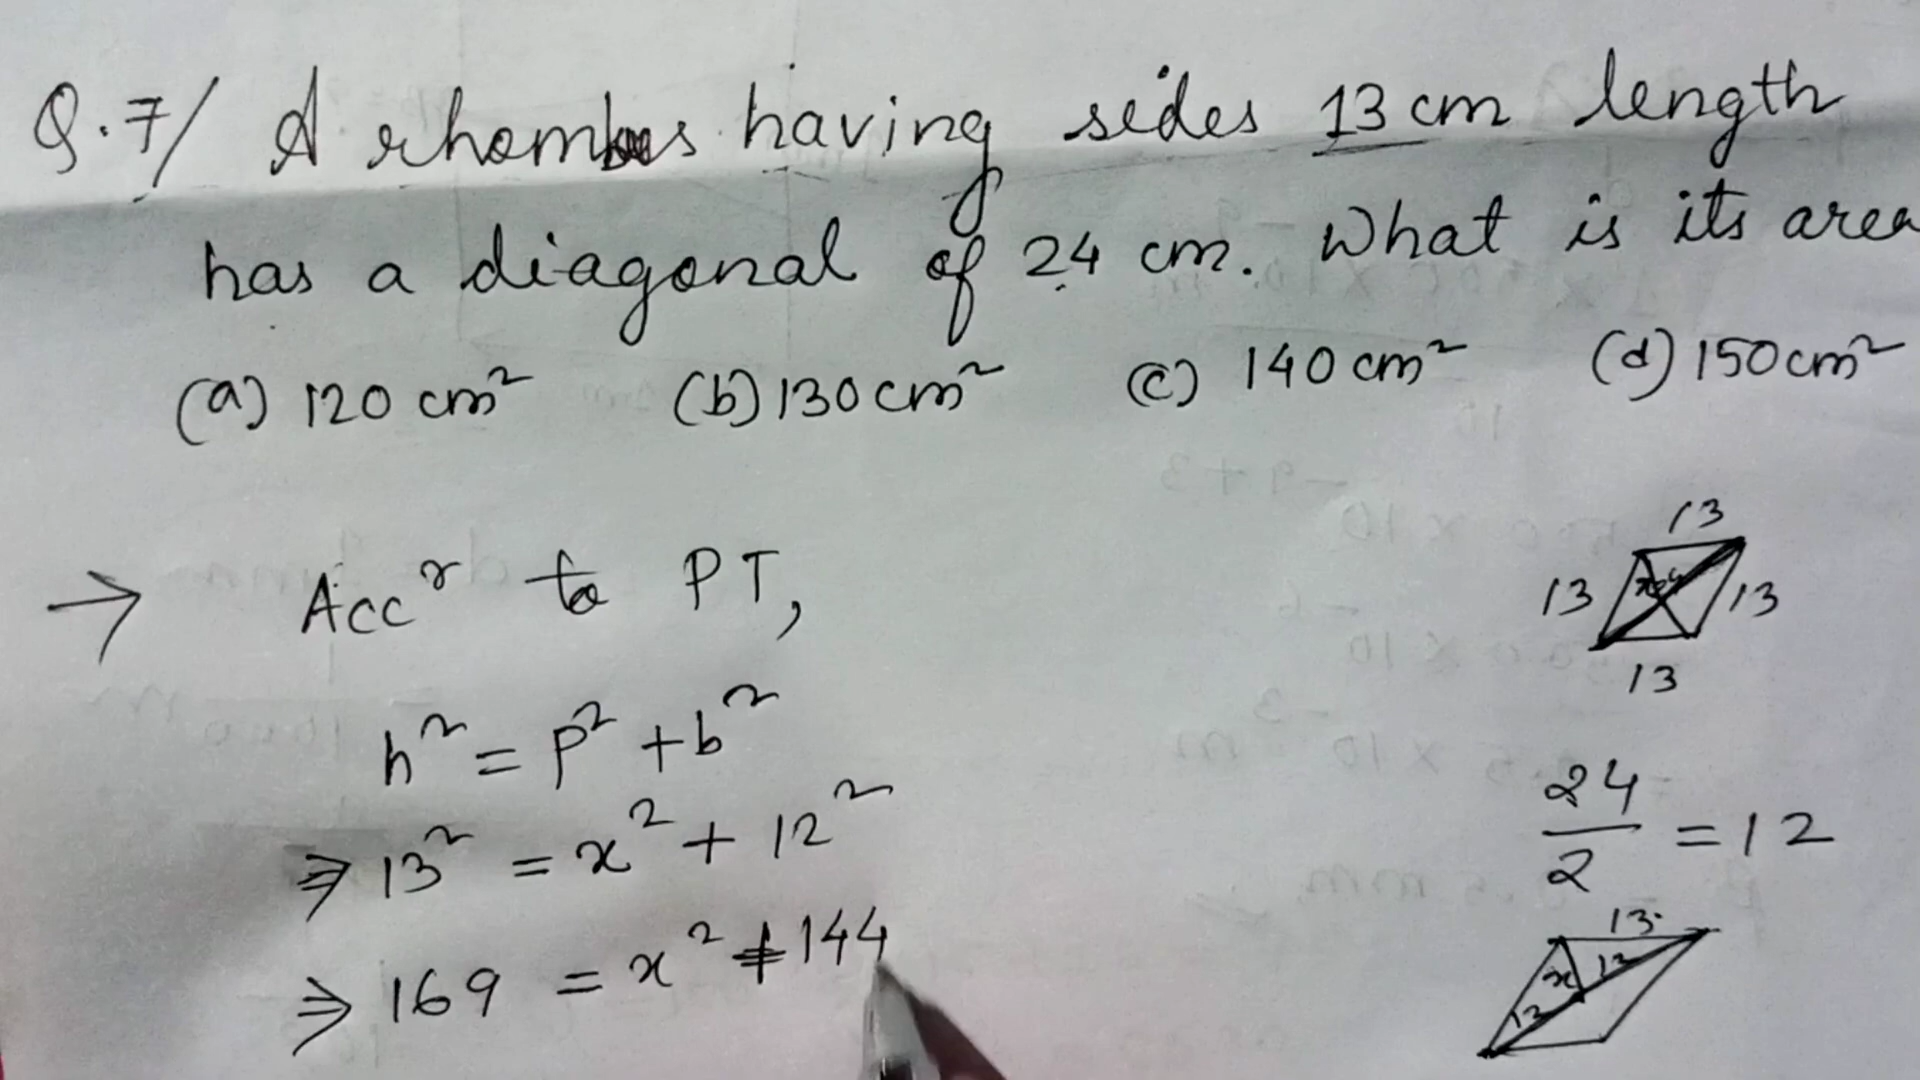 Q.7/ A rhombus having sides 13 cm length
has a diagonal of 24 cm. What is its area
(a) 120 cm² (b) 130 cm² (c) 140 cm² (d) 150 cm²
→ Accʳ to PT,
h² = p² + b²
⇒ 13² = x² + 12²
⇒ 169 = x² + 144
13
13 13
13
24/2 = 12
13
x 12
12